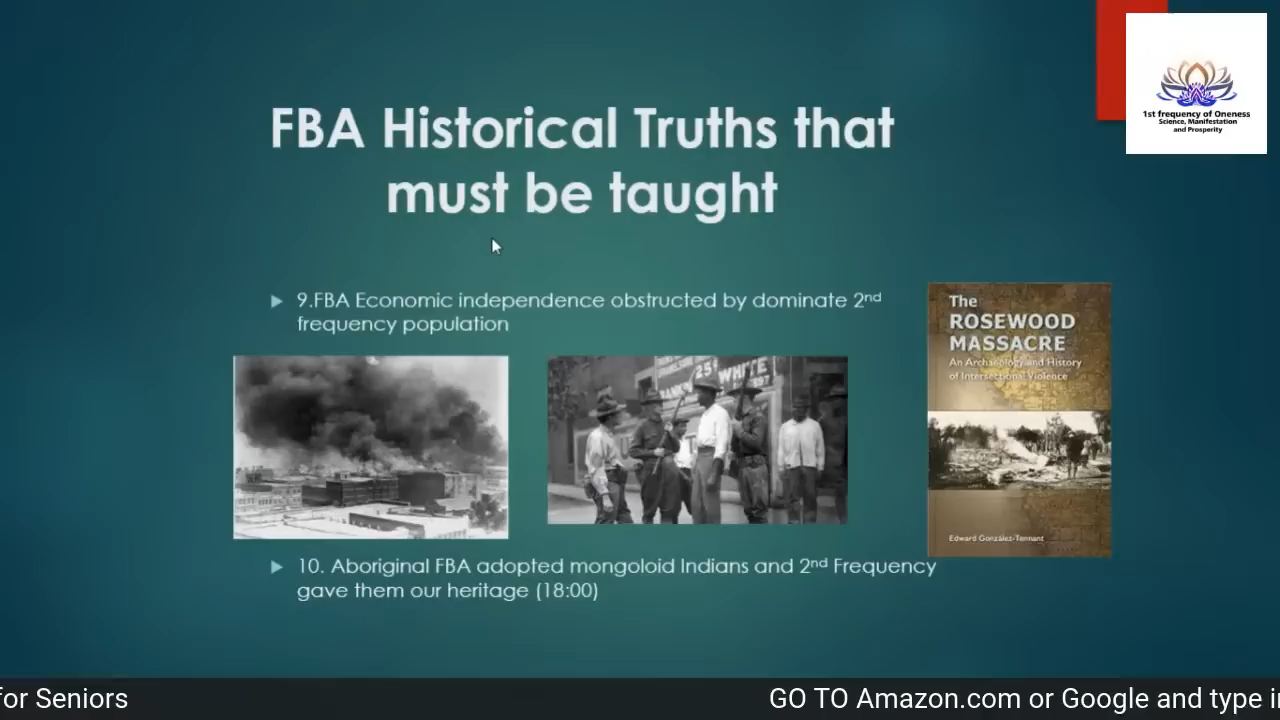 FBA Historical Truths that
must be taught
1st frequency of Oneness
Science, Manifestation
and Prosperity
9.FBA Economic independence obstructed by dominate 2nd
frequency population
25¢
WHITE
The
ROSEWOOD
MASSACRE
An Archaeology and History
of Intersectional Violence
Edward González-Tennant
10. Aboriginal FBA adopted mongoloid Indians and 2nd Frequency
gave them our heritage (18:00)
for Seniors
GO TO Amazon.com or Google and type i